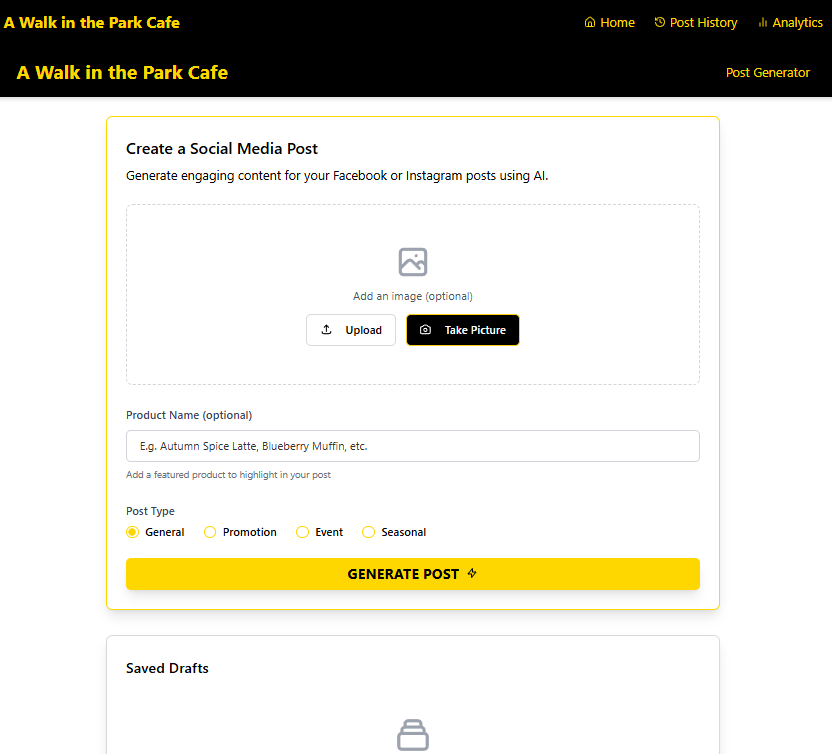 A Walk in the Park Cafe Home Post History Analytics
A Walk in the Park Cafe Post Generator
Create a Social Media Post
Generate engaging content for your Facebook or Instagram posts using AI.
Add an image (optional)
Upload Take Picture
Product Name (optional)
E.g. Autumn Spice Latte, Blueberry Muffin, etc.
Add a featured product to highlight in your post
Post Type
General Promotion Event Seasonal
GENERATE POST
Saved Drafts